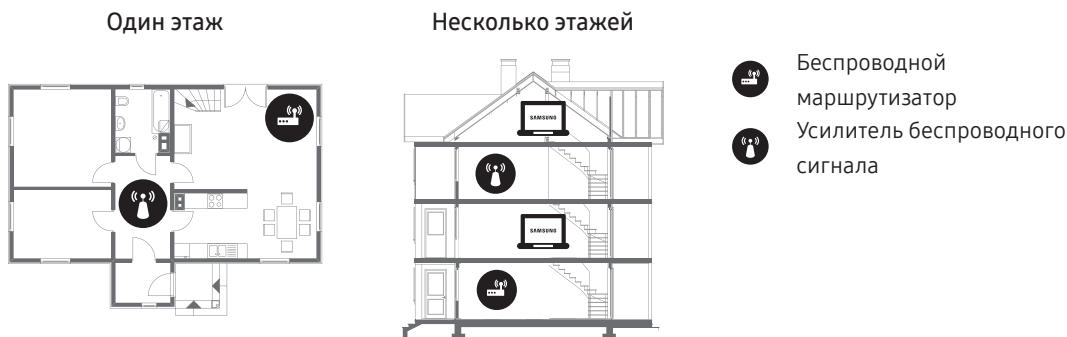 Один этаж
Несколько этажей
Беспроводной
маршрутизатор
Усилитель беспроводного
сигнала
SAMSUNG
SAMSUNG